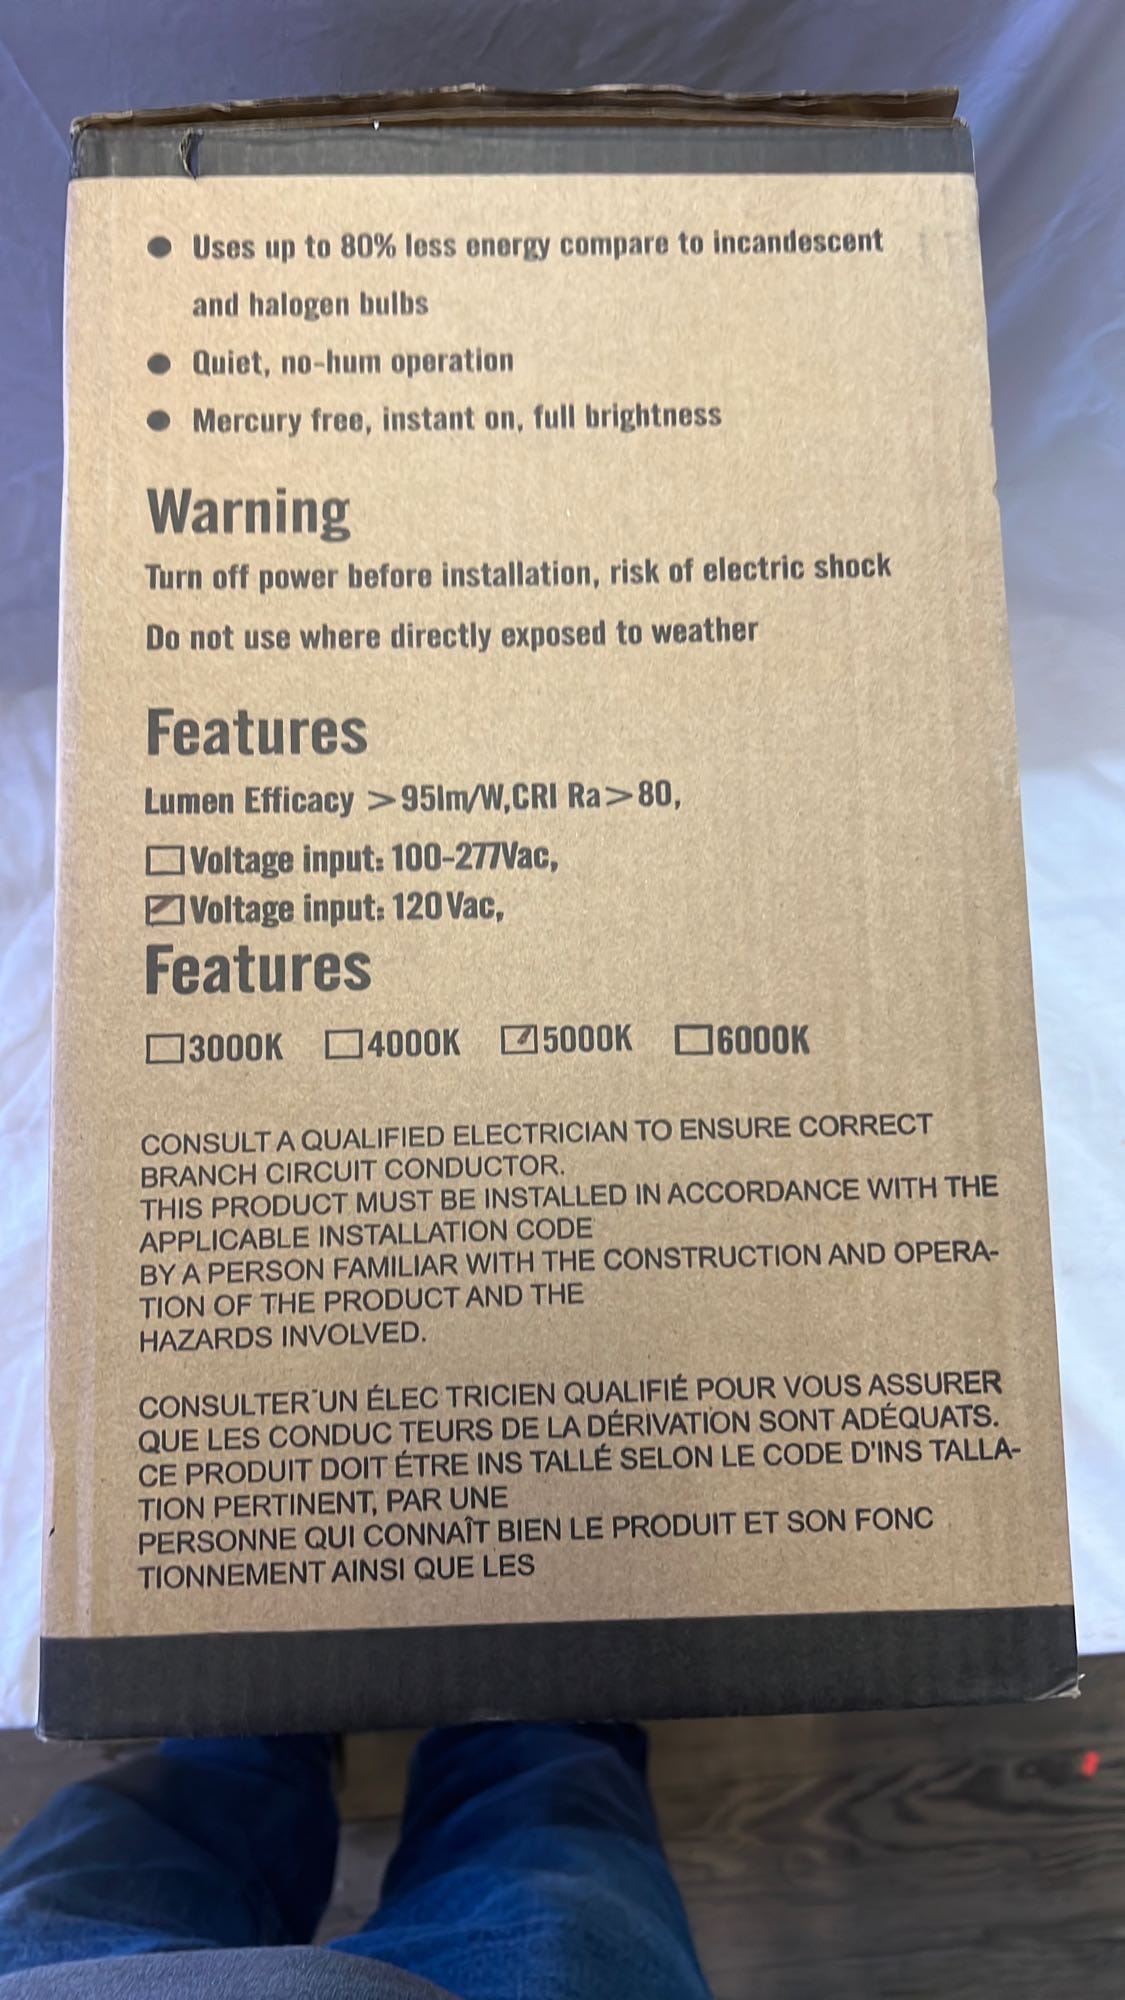 ● Uses up to 80% less energy compare to incandescent
and halogen bulbs
● Quiet, no-hum operation
● Mercury free, instant on, full brightness
Warning
Turn off power before installation, risk of electric shock
Do not use where directly exposed to weather
Features
Lumen Efficacy >95lm/W,CRI Ra>80,
☐Voltage input: 100-277Vac,
☑Voltage input: 120Vac,
Features
☐3000K ☐4000K ☑5000K ☐6000K
CONSULT A QUALIFIED ELECTRICIAN TO ENSURE CORRECT
BRANCH CIRCUIT CONDUCTOR.
THIS PRODUCT MUST BE INSTALLED IN ACCORDANCE WITH THE
APPLICABLE INSTALLATION CODE
BY A PERSON FAMILIAR WITH THE CONSTRUCTION AND OPERA-
TION OF THE PRODUCT AND THE
HAZARDS INVOLVED.
CONSULTER¨UN ÉLEC TRICIEN QUALIFIÉ POUR VOUS ASSURER
QUE LES CONDUC TEURS DE LA DÉRIVATION SONT ADÉQUATS.
CE PRODUIT DOIT ÉTRE INS TALLÉ SELON LE CODE D'INS TALLA-
TION PERTINENT, PAR UNE
PERSONNE QUI CONNAÎT BIEN LE PRODUIT ET SON FONC
TIONNEMENT AINSI QUE LES